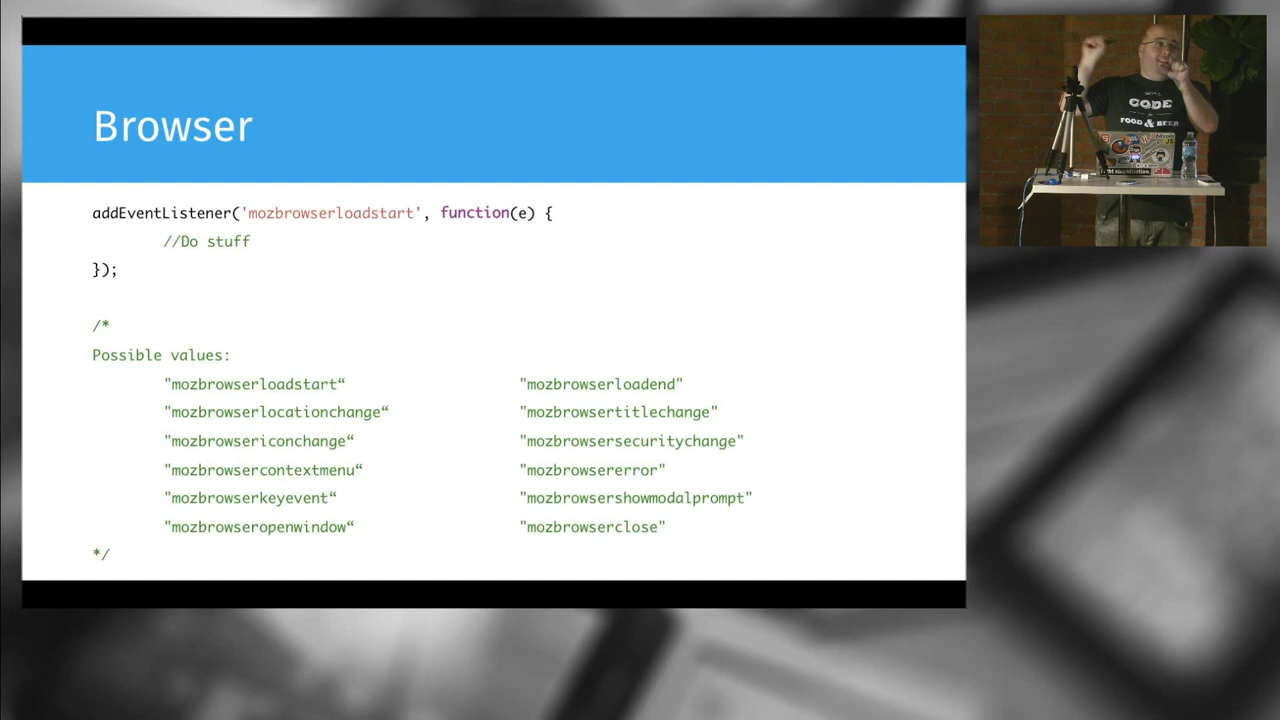 Browser
addEventListener('mozbrowserloadstart', function(e) {
//Do stuff
});
/*
Possible values:
"mozbrowserloadstart“ "mozbrowserloadend"
"mozbrowserlocationchange“ "mozbrowsertitlechange"
"mozbrowsericonchange“ "mozbrowsersecuritychange"
"mozbrowsercontextmenu“ "mozbrowsererror"
"mozbrowserkeyevent“ "mozbrowsershowmodalprompt"
"mozbrowseropenwindow“ "mozbrowserclose"
*/
CODE
FOOD & BEER
JS